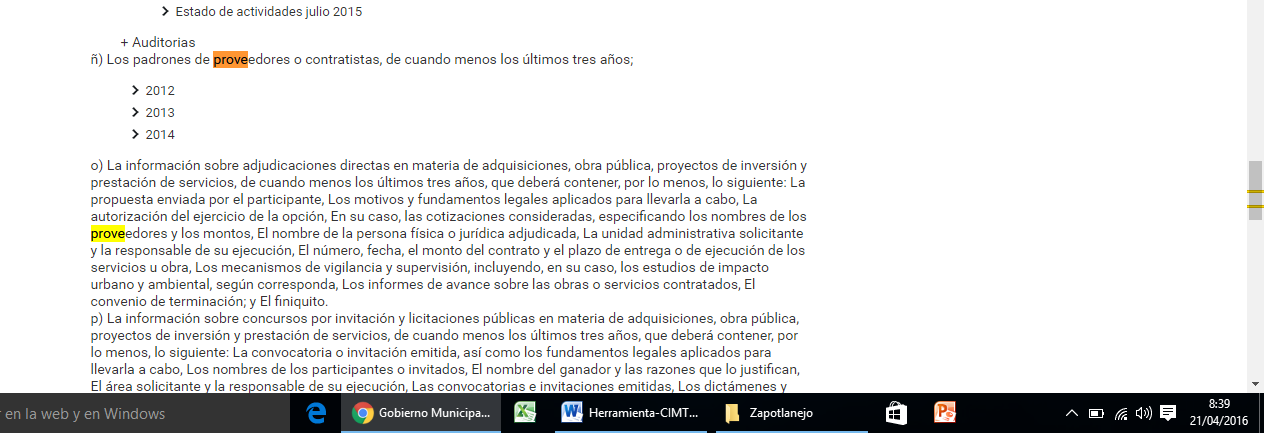 Estado de actividades julio 2015
+ Auditorias
ñ) Los padrones de proveedores o contratistas, de cuando menos los últimos tres años;
2012
2013
2014
o) La información sobre adjudicaciones directas en materia de adquisiciones, obra pública, proyectos de inversión y
prestación de servicios, de cuando menos los últimos tres años, que deberá contener, por lo menos, lo siguiente: La
propuesta enviada por el participante, Los motivos y fundamentos legales aplicados para llevarla a cabo, La
autorización del ejercicio de la opción, En su caso, las cotizaciones consideradas, especificando los nombres de los
proveedores y los montos, El nombre de la persona física o jurídica adjudicada, La unidad administrativa solicitante
y la responsable de su ejecución, El número, fecha, el monto del contrato y el plazo de entrega o de ejecución de los
servicios u obra, Los mecanismos de vigilancia y supervisión, incluyendo, en su caso, los estudios de impacto
urbano y ambiental, según corresponda, Los informes de avance sobre las obras o servicios contratados, El
convenio de terminación; y El finiquito.
p) La información sobre concursos por invitación y licitaciones públicas en materia de adquisiciones, obra pública,
proyectos de inversión y prestación de servicios, de cuando menos los últimos tres años, que deberá contener, por
lo menos, lo siguiente: La convocatoria o invitación emitida, así como los fundamentos legales aplicados para
llevarla a cabo, Los nombres de los participantes o invitados, El nombre del ganador y las razones que lo justifican,
El área solicitante y la responsable de su ejecución, Las convocatorias e invitaciones emitidas, Los dictámenes y
r en la web y en Windows
Gobierno Municipa...
Herramienta-CIMT...
Zapotlanejo
8:39
21/04/2016